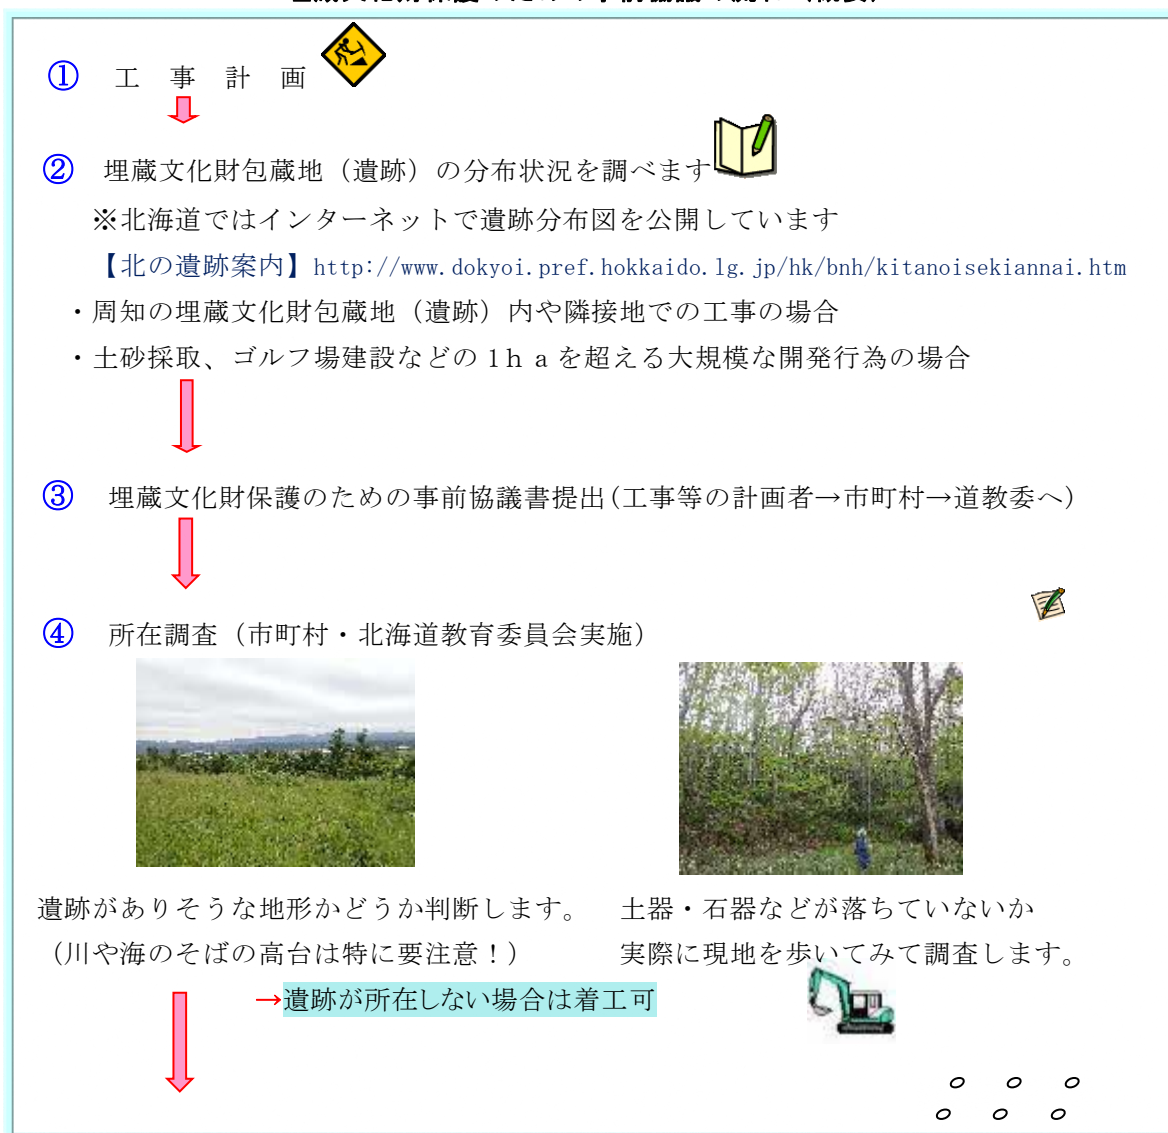 ① 工 事 計 画
② 埋蔵文化財包蔵地（遺跡）の分布状況を調べます
※北海道ではインターネットで遺跡分布図を公開しています
【北の遺跡案内】http://www.dokyoi.pref.hokkaido.lg.jp/hk/bnh/kitanoisekiannai.htm
・周知の埋蔵文化財包蔵地（遺跡）内や隣接地での工事の場合
・土砂採取、ゴルフ場建設などの１ｈａを超える大規模な開発行為の場合
③ 埋蔵文化財保護のための事前協議書提出(工事等の計画者→市町村→道教委へ)
④ 所在調査（市町村・北海道教育委員会実施）
遺跡がありそうな地形かどうか判断します。
（川や海のそばの高台は特に要注意！）
土器・石器などが落ちていないか
実際に現地を歩いてみて調査します。
→遺跡が所在しない場合は着工可